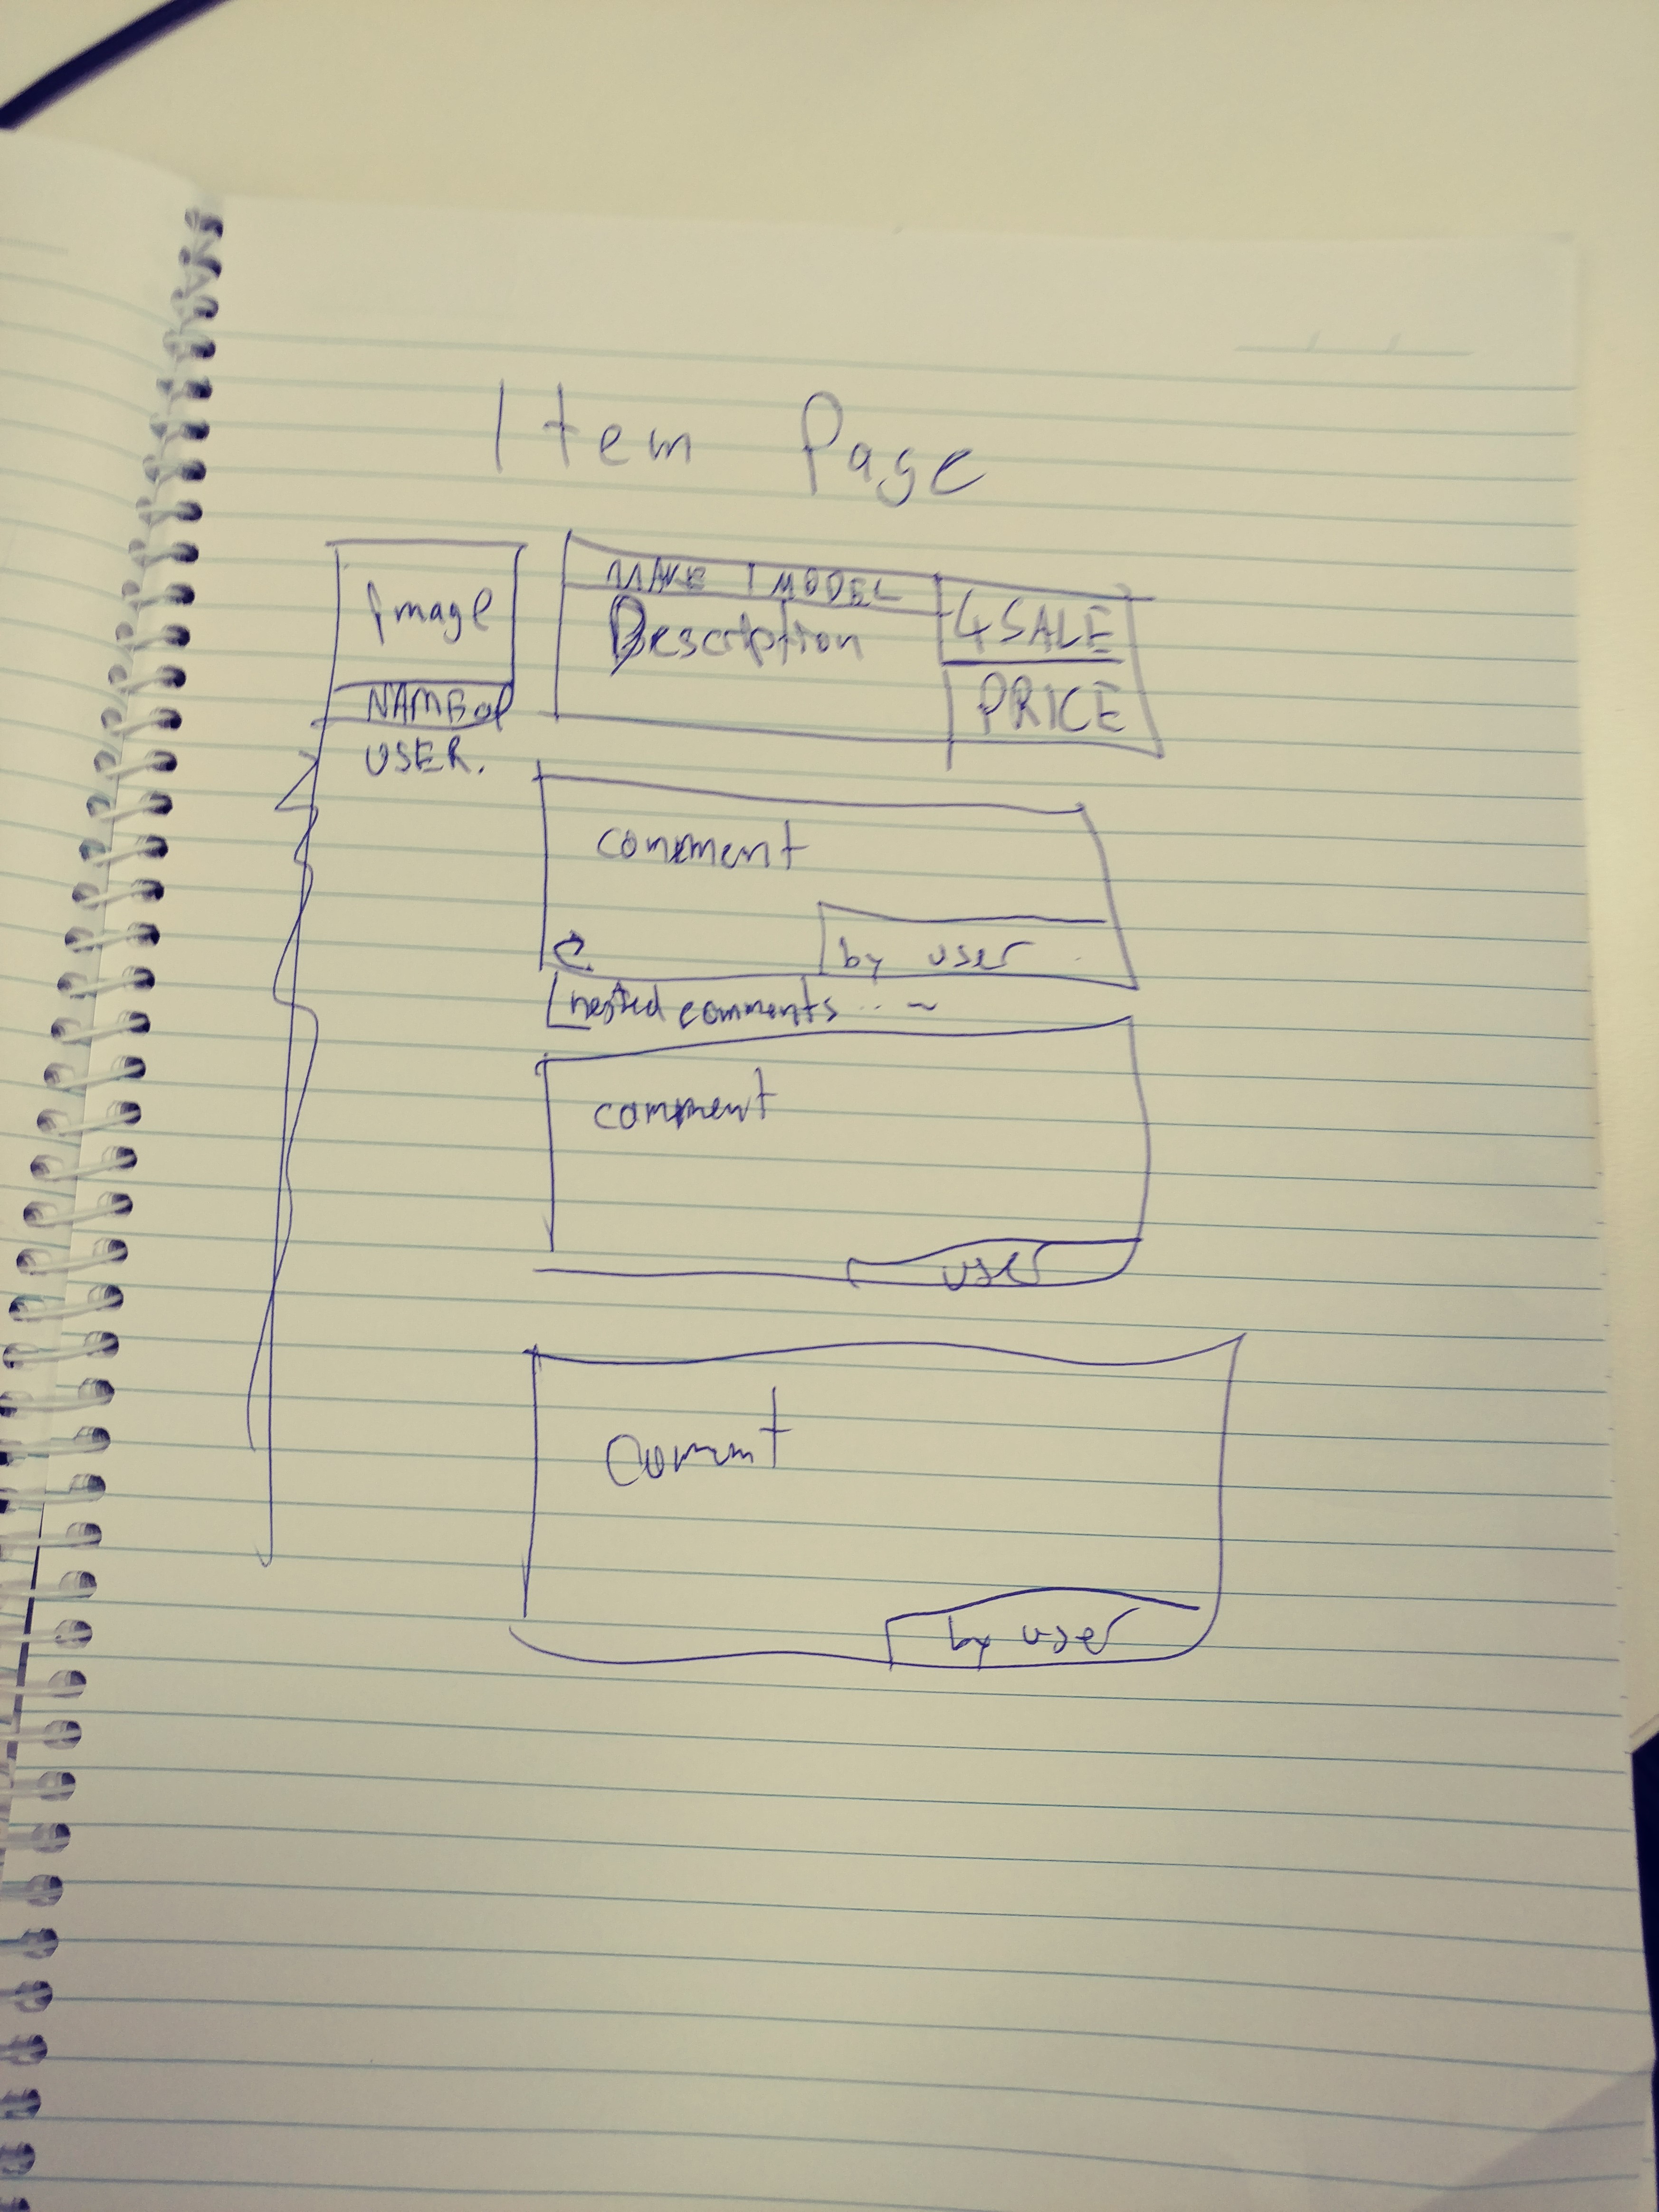 Item Page
Image
NAME of
USER.
MAKE | MODEL
Description
4SALE
PRICE
comment
by user
nested comments...
comment
user
Comment
by user